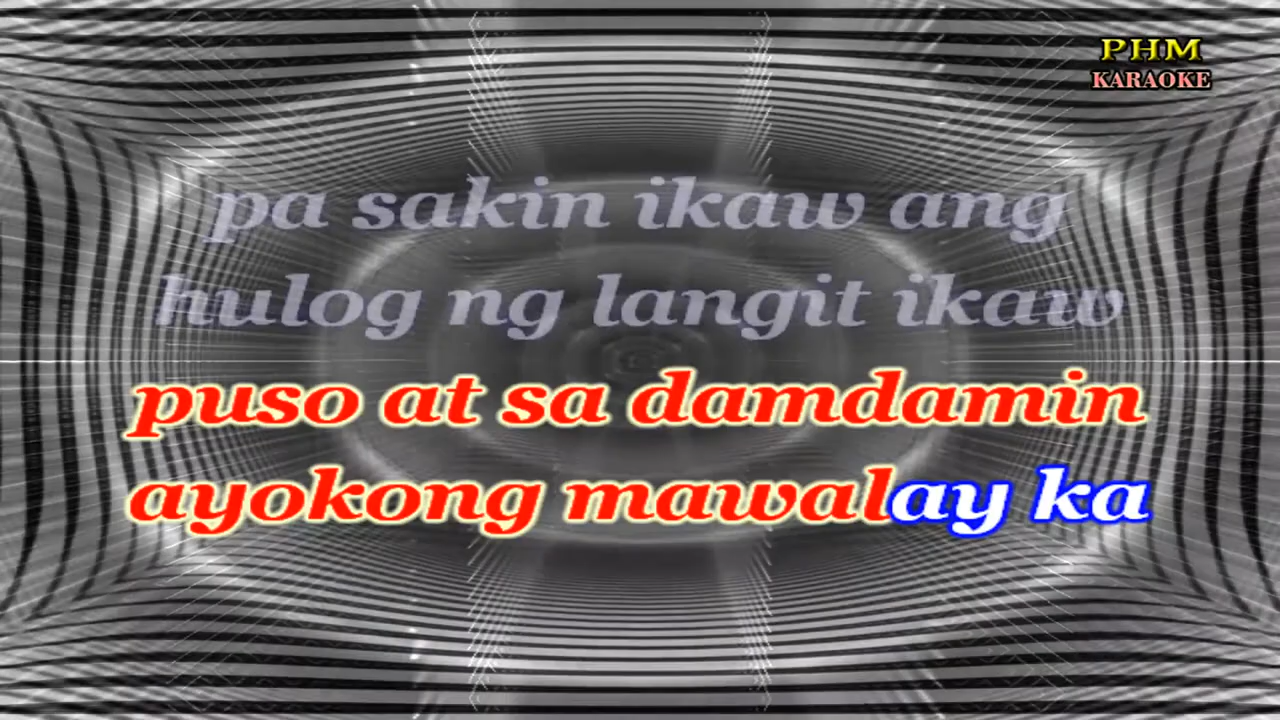 PHM
KARAOKE
pa sakin ikaw ang
hulog ng langit ikaw
puso at sa damdamin
ayokong mawalay ka